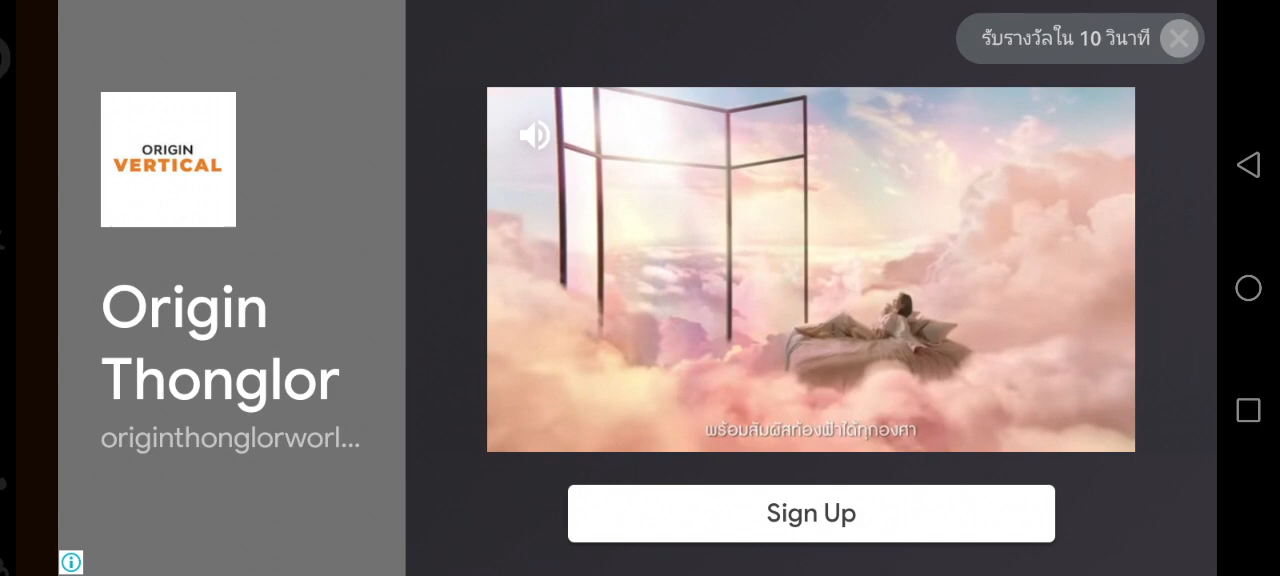 รับรางวัลใน 10 วินาที
ORIGIN
VERTICAL
Origin
Thonglor
originthonglorworl...
พร้อมสัมผัสท้องฟ้าได้ทุกองศา
Sign Up